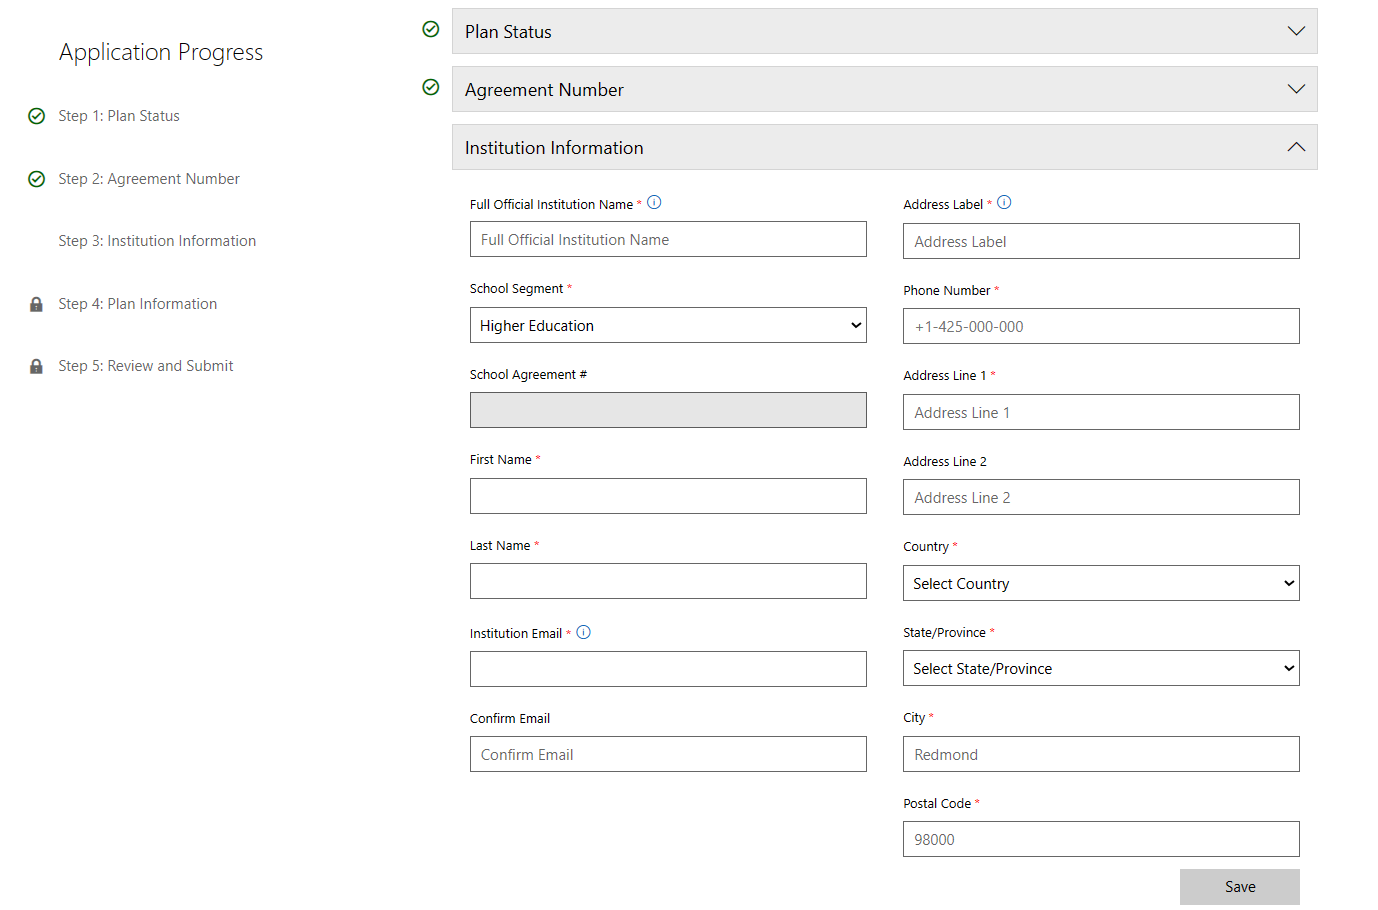 Application Progress
Step 1: Plan Status
Step 2: Agreement Number
Step 3: Institution Information
Step 4: Plan Information
Step 5: Review and Submit
Plan Status
Agreement Number
Institution Information
Full Official Institution Name *
Full Official Institution Name
School Segment *
Higher Education
School Agreement #
First Name *
Last Name *
Institution Email *
Confirm Email
Confirm Email
Address Label *
Address Label
Phone Number *
+1-425-000-000
Address Line 1 *
Address Line 1
Address Line 2
Address Line 2
Country *
Select Country
State/Province *
Select State/Province
City *
Redmond
Postal Code *
98000
Save